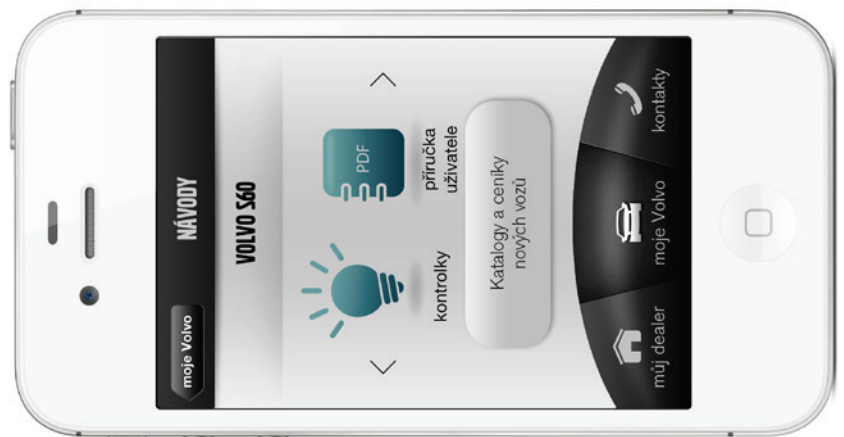 moje Volvo
NÁVODY
VOLVO S60
kontrolky
PDF
příručka
uživatele
Katalogy a ceníky
nových vozů
můj dealer
moje Volvo
kontakty